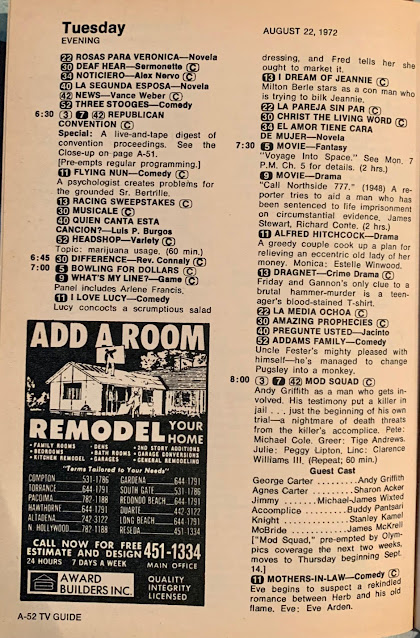 Tuesday
EVENING
22 ROSAS PARA VERONICA—Novela
30 DEAF HEAR—Sermonette C
34 NOTICIERO—Alex Nervo C
40 LA SEGUNDA ESPOSA—Novela
42 NEWS—Vance Weber C
52 THREE STOOGES—Comedy
6:30 3 7 42 REPUBLICAN
CONVENTION C
Special: A live-and-tape digest of
convention proceedings. See the
Close-up on page A-51.
[Pre-empts regular programming.]
11 FLYING NUN—Comedy C
A psychologist creates problems for
the grounded Sr. Bertrille.
13 RACING SWEEPSTAKES C
30 MUSICALE C
40 QUIEN CANTA ESTA
CANCION?—Luis P. Burgos
52 HEADSHOP—Variety C
Topic: marijuana usage. (60 min.)
6:45 30 DIFFERENCE—Rev. Connaly C
7:00 5 BOWLING FOR DOLLARS C
9 WHAT'S MY LINE?—Game C
Panel includes Arlene Francis.
11 I LOVE LUCY—Comedy
Lucy concocts a scrumptious salad
ADD A ROOM
REMODEL YOUR
HOME
• FAMILY ROOMS • DENS • 2ND STORY ADDITIONS
• BEDROOMS • BATH ROOMS • GARAGE CONVERSIONS
• KITCHEN REMODEL • GARAGES • GENERAL REMODELING
"Terms Tailored to Your Needs"
COMPTON 531-1786 GARDENA 644-1791
TORRANCE 644-1791 SOUTH GATE 531-1786
PACOIMA 782-1188 REDONDO BEACH 644-1791
HAWTHORNE 644-1791 DUARTE 442-3122
ALTADENA 742-3122 LONG BEACH 644-1791
N. HOLLYWOOD 782-1188 RESEDA 451-1334
CALL NOW FOR FREE
ESTIMATE AND DESIGN 451-1334
24 HOURS 7 DAYS A WEEK MAIN OFFICE
AWARD
BUILDERS INC.
QUALITY
INTEGRITY
LICENSED
A-52 TV GUIDE
AUGUST 22, 1972
dressing, and Fred tells her she
ought to market it.
13 I DREAM OF JEANNIE C
Milton Berle stars as a con man who
is trying to bilk Jeannie.
22 LA PAREJA SIN PAR C
30 CHRIST THE LIVING WORD C
34 EL AMOR TIENE CARA
DE MUJER—Novela
7:30 5 MOVIE—Fantasy
"Voyage Into Space." See Mon. 7
P.M. Ch. 5 for details. (2 hrs.)
9 MOVIE—Drama
"Call Northside 777." (1948) A re-
porter tries to aid a man who has
been sentenced to life imprisonment
on circumstantial evidence. James
Stewart, Richard Conte. (2 hrs.)
11 ALFRED HITCHCOCK—Drama
A greedy couple cook up a plan for
relieving an eccentric old lady of her
money. Monica: Estelle Winwood.
13 DRAGNET—Crime Drama C
Friday and Gannon's only clue to a
brutal hammer-murder is a teen-
ager's blood-stained T-shirt.
22 LA MEDIA OCHOA C
30 AMAZING PROPHECIES C
40 PREGUNTE USTED—Jacinto
52 ADDAMS FAMILY—Comedy
Uncle Fester's mighty pleased with
himself—he's managed to change
Pugsley into a monkey.
8:00 3 7 42 MOD SQUAD C
Andy Griffith as a man who gets in-
volved. His testimony put a killer in
jail . . . just the beginning of his own
trial—a nightmare of death threats
from the killer's accomplice. Pete:
Michael Cole. Greer: Tige Andrews.
Julie: Peggy Lipton. Linc: Clarence
Williams III. (Repeat; 60 min.)
Guest Cast
George Carter ..........Andy Griffith
Agnes Carter ..........Sharon Acker
Jimmy ..........Michael-James Wixted
Accomplice ..........Buddy Pantsari
Knight ..........Stanley Kamel
McBride ..........James McKrell
["Mod Squad," pre-empted by Olym-
pics coverage the next two weeks,
moves to Thursday beginning Sept.
14.]
11 MOTHERS-IN-LAW—Comedy C
Eve begins to suspect a rekindled
romance between Herb and his old
flame. Eve: Eve Arden.